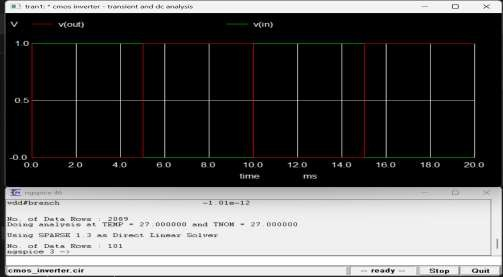 tran1: * cmos inverter - transient and dc analysis
V v(out) v(in)
1.0
0.5
-0.0
0.0 2.0 4.0 6.0 8.0 10.0 12.0 14.0 16.0 18.0 20.0
time ms
ngspice 46
vdd#branch -1.01e-12
No. of Data Rows : 2089
Doing analysis at TEMP = 27.000000 and TNOM = 27.000000
Using SPARSE 1.3 as Direct Linear Solver
No. of Data Rows : 101
ngspice 3 ->
cmos_inverter.cir -- ready -- Stop Quit